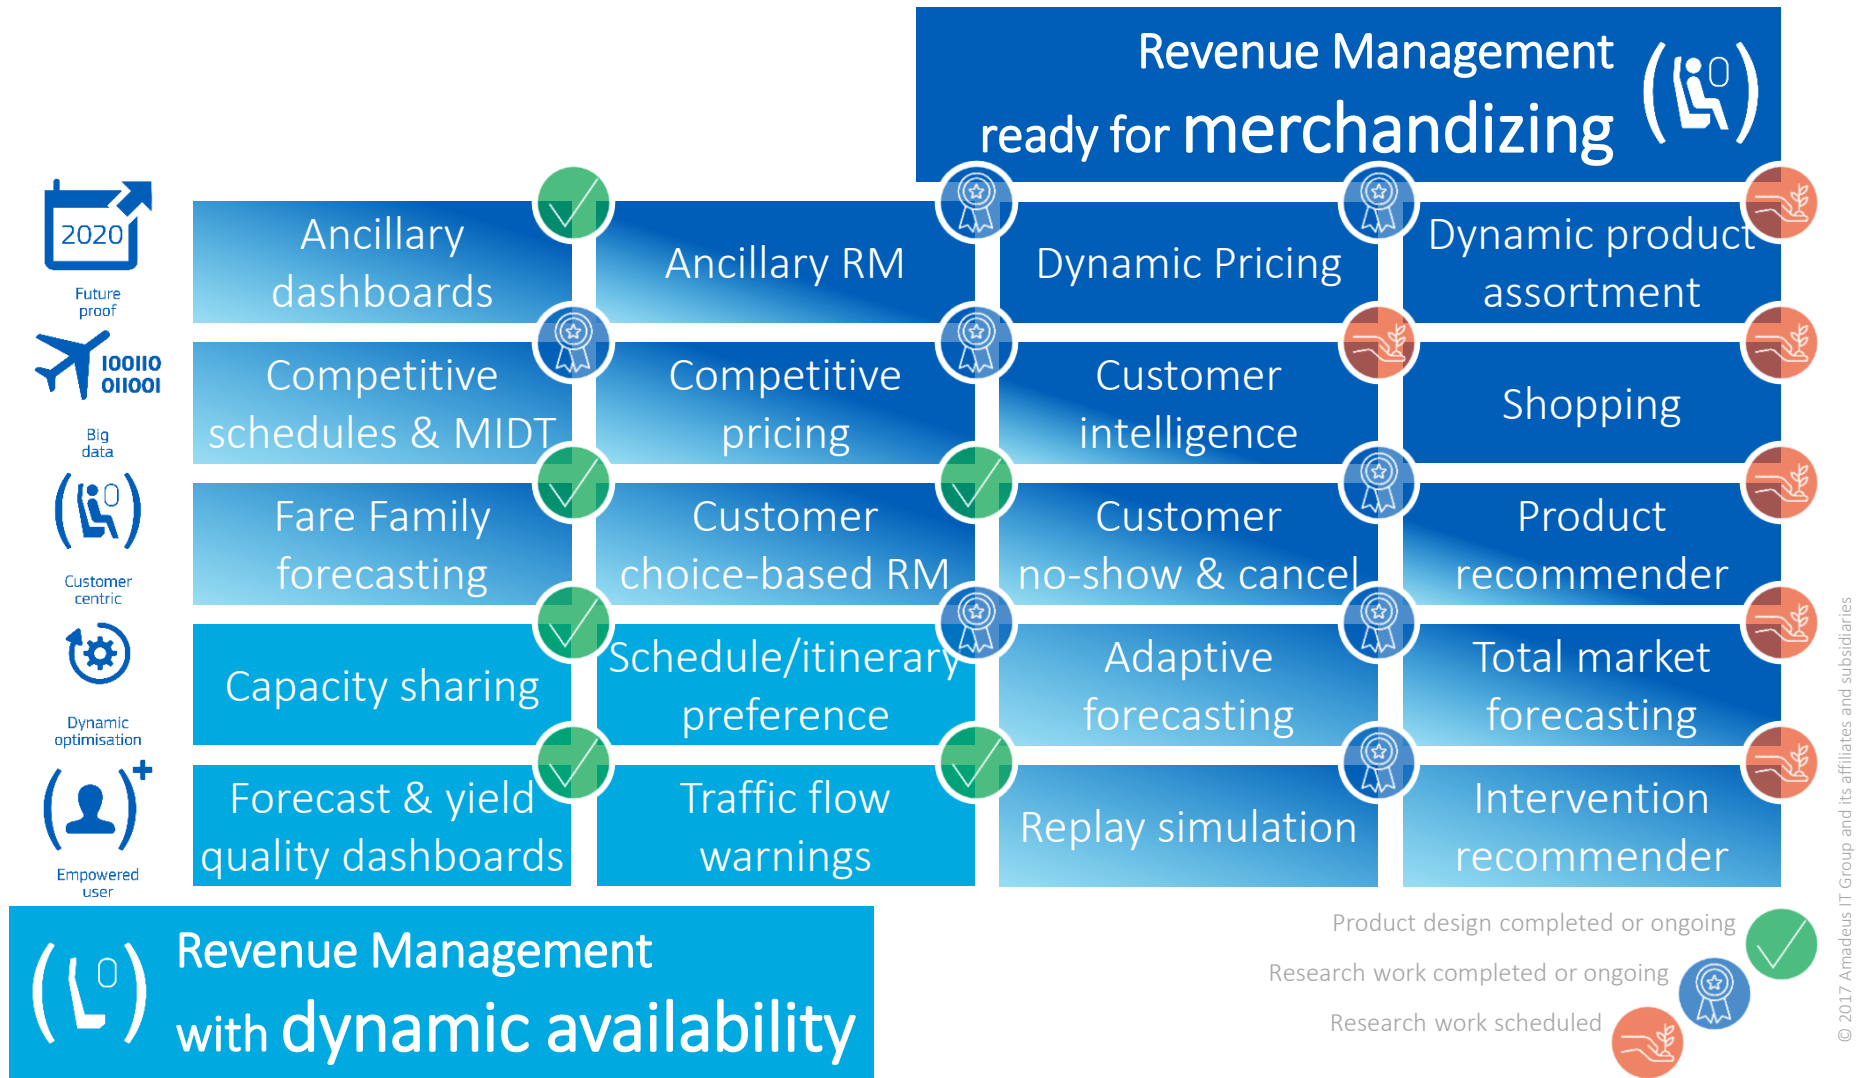 Revenue Management
ready for merchandizing
2020
Future
proof
Ancillary
dashboards
Ancillary RM
Dynamic Pricing
Dynamic product
assortment
100110
011001
Big
data
Competitive
schedules & MIDT
Competitive
pricing
Customer
intelligence
Shopping
Customer
centric
Fare Family
forecasting
Customer
choice-based RM
Customer
no-show & cancel
Product
recommender
Dynamic
optimisation
Capacity sharing
Schedule/itinerary
preference
Adaptive
forecasting
Total market
forecasting
Empowered
user
Forecast & yield
quality dashboards
Traffic flow
warnings
Replay simulation
Intervention
recommender
Revenue Management
with dynamic availability
Product design completed or ongoing
Research work completed or ongoing
Research work scheduled
© 2017 Amadeus IT Group and its affiliates and subsidiaries